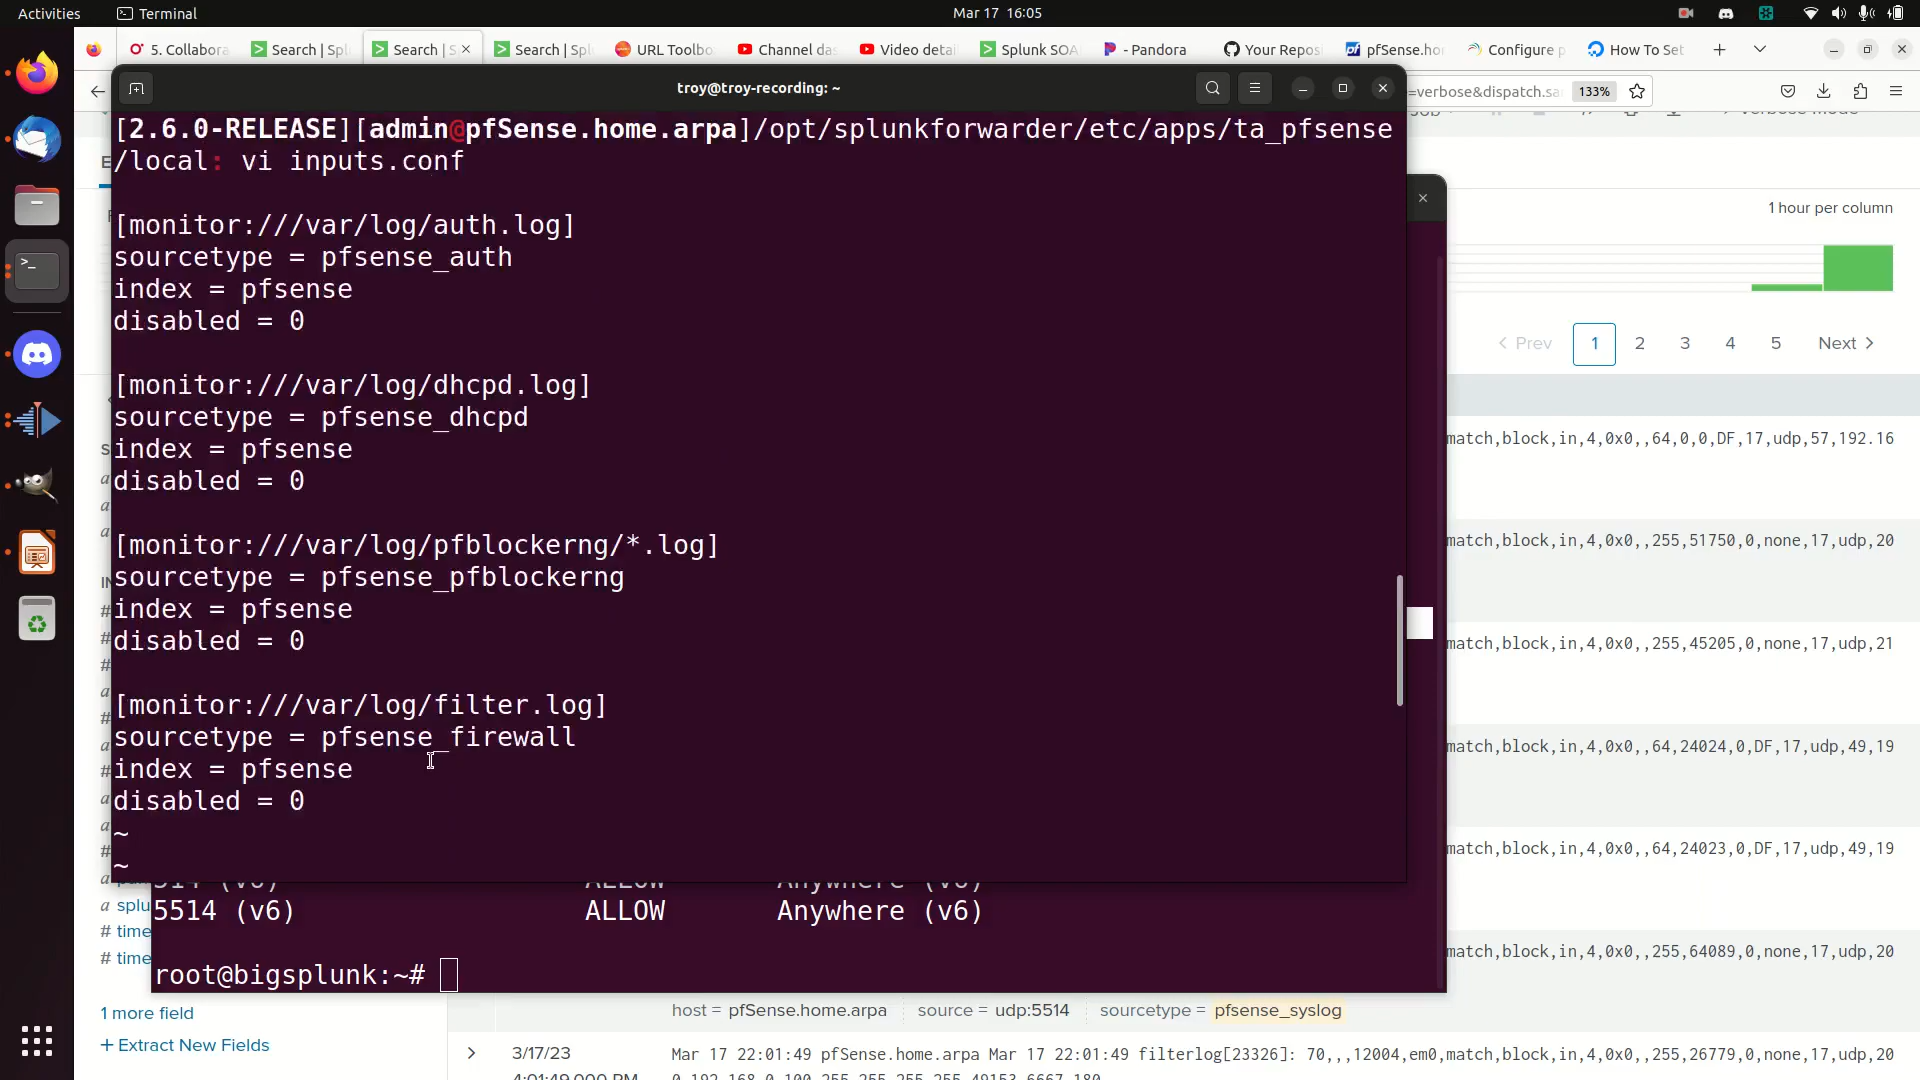 Activities
Terminal
Mar 17 16:05
5. Collabora
Search | Spl
Search | S
Search | Spl
URL Toolbo
Channel das
Video detai
Splunk SOA
- Pandora
Your Repos
pfSense.hor
Configure p
How To Set
troy@troy-recording: ~
=verbose&dispatch.sa
133%
[2.6.0-RELEASE][admin@pfSense.home.arpa]/opt/splunkforwarder/etc/apps/ta_pfsense
/local: vi inputs.conf
[monitor:///var/log/auth.log]
sourcetype = pfsense_auth
index = pfsense
disabled = 0
[monitor:///var/log/dhcpd.log]
sourcetype = pfsense_dhcpd
index = pfsense
disabled = 0
[monitor:///var/log/pfblockerng/*.log]
sourcetype = pfsense_pfblockerng
index = pfsense
disabled = 0
[monitor:///var/log/filter.log]
sourcetype = pfsense_firewall
index = pfsense
disabled = 0
~
~
1 hour per column
Prev 1 2 3 4 5 Next
match,block,in,4,0x0,,64,0,0,DF,17,udp,57,192.16
match,block,in,4,0x0,,255,51750,0,none,17,udp,20
match,block,in,4,0x0,,255,45205,0,none,17,udp,21
match,block,in,4,0x0,,64,24024,0,DF,17,udp,49,19
match,block,in,4,0x0,,64,24023,0,DF,17,udp,49,19
match,block,in,4,0x0,,255,64089,0,none,17,udp,20
5514 (v6) ALLOW Anywhere (v6)
root@bigsplunk:~#
a splu
# time
# time
1 more field
+ Extract New Fields
host = pfSense.home.arpa source = udp:5514 sourcetype = pfsense_syslog
3/17/23
Mar 17 22:01:49 pfSense.home.arpa Mar 17 22:01:49 filterlog[23326]: 70,,,12004,em0,match,block,in,4,0x0,,255,26779,0,none,17,udp,20